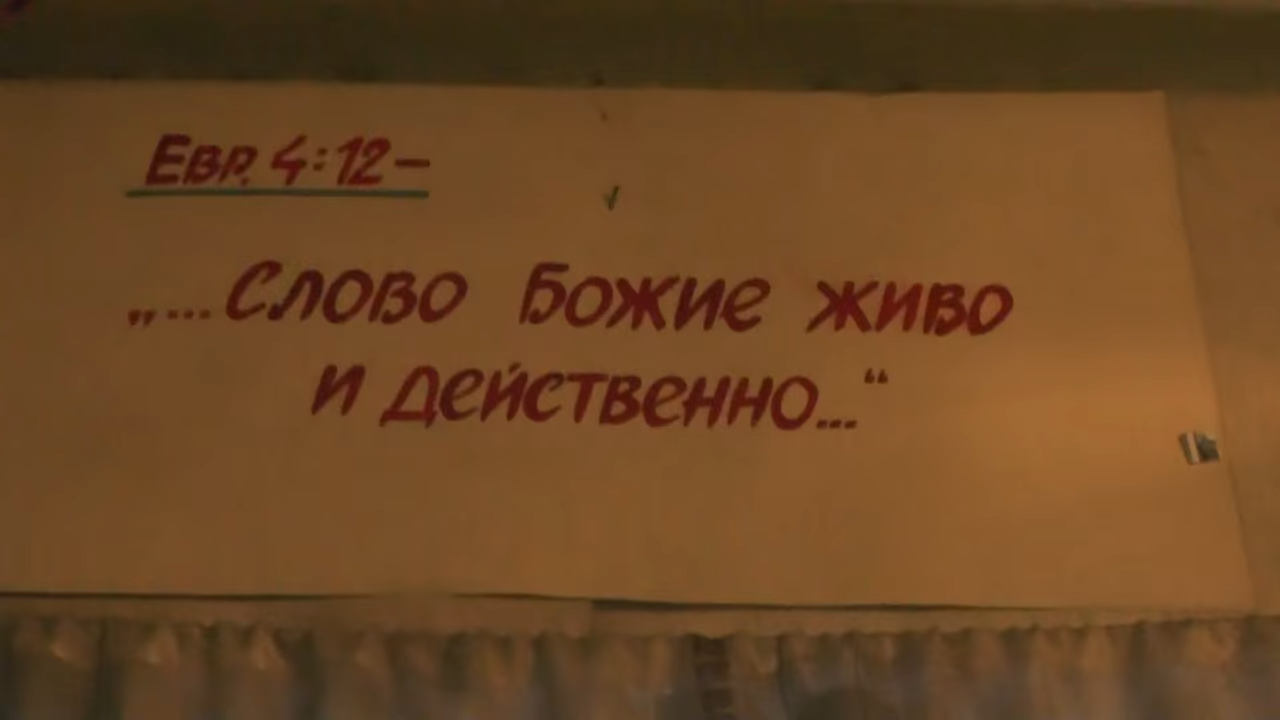 Евр. 4:12–
„...Слово Божие живо
и действенно...“